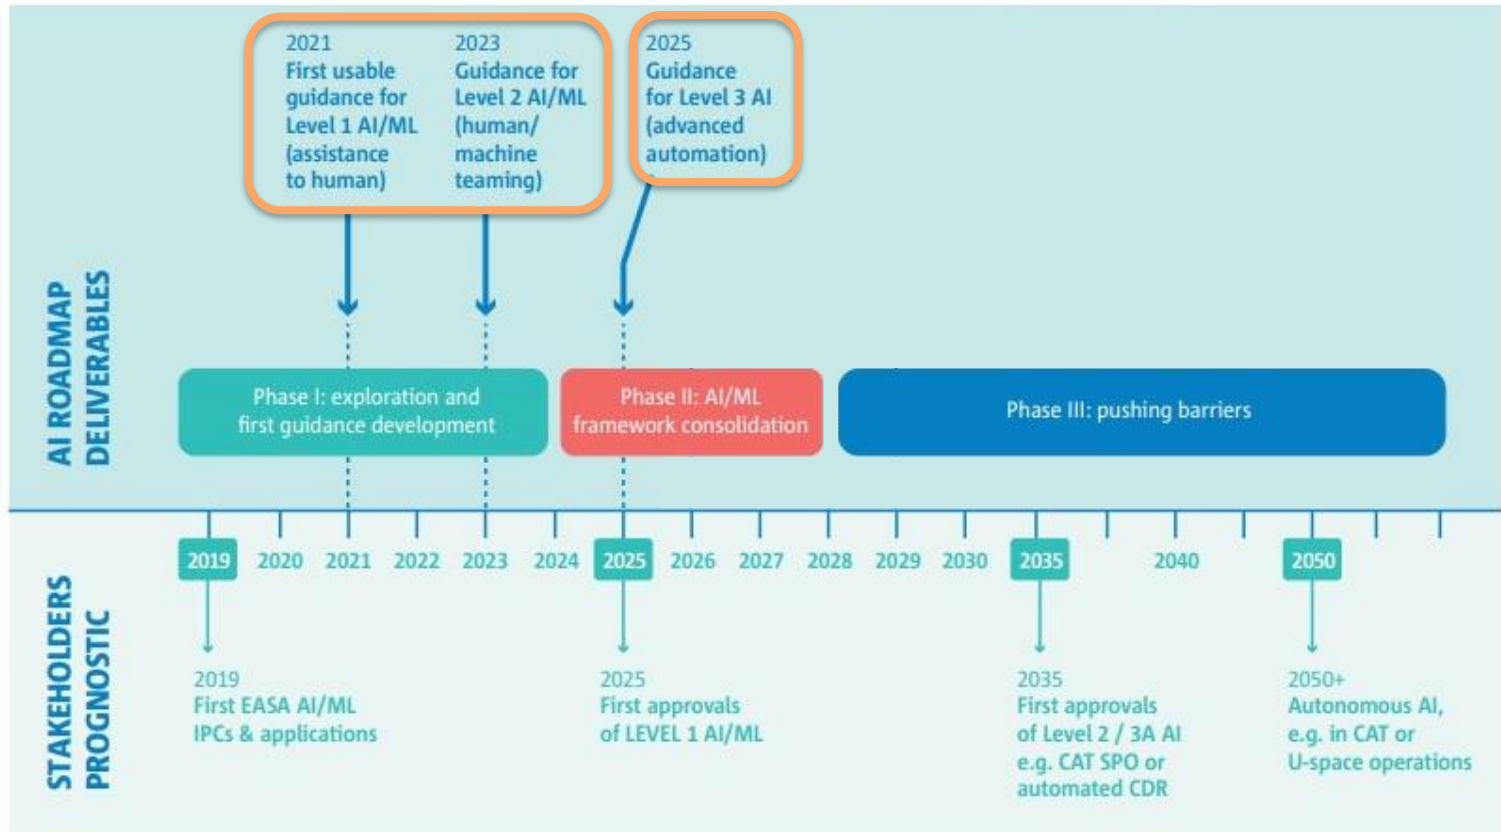 2021
First usable
guidance for
Level 1 AI/ML
(assistance
to human)
2023
Guidance for
Level 2 AI/ML
(human/
machine
teaming)
2025
Guidance
for Level 3 AI
(advanced
automation)
AI ROADMAP
DELIVERABLES
Phase I: exploration and
first guidance development
Phase II: AI/ML
framework consolidation
Phase III: pushing barriers
2019 2020 2021 2022 2023 2024 2025 2026 2027 2028 2029 2030 2035 2040 2050
STAKEHOLDERS
PROGNOSTIC
2019
First EASA AI/ML
IPCs & applications
2025
First approvals
of LEVEL 1 AI/ML
2035
First approvals
of Level 2 / 3A AI
e.g. CAT SPO or
automated CDR
2050+
Autonomous AI,
e.g. in CAT or
U-space operations